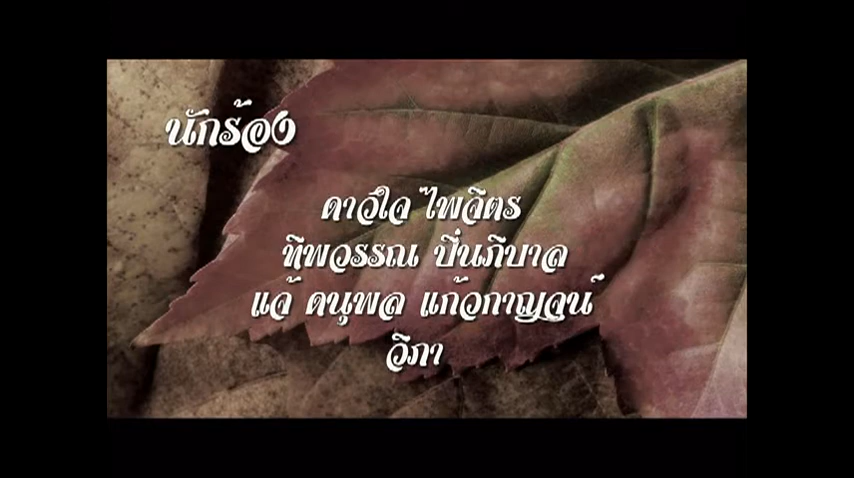 นักร้อง
ดาวใจ ไพจิตร
ทิพวรรณ ปิ่นภิบาล
แจ้ ดนุพล แก้วกาญจน์
วิภา